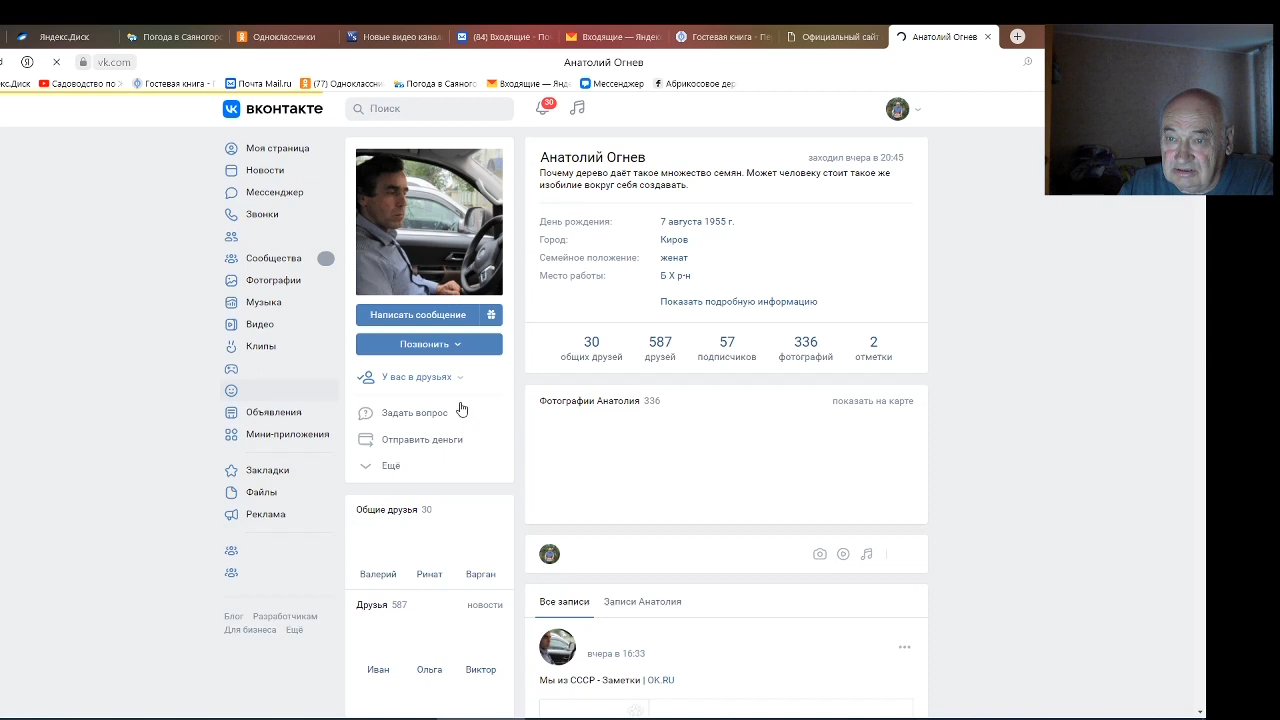 Яндекс.Диск
Погода в Саяногор
Одноклассники
Новые видео канал
(84) Входящие - Поч
Входящие — Яндек
Гостевая книга - Пе
Официальный сайт
Анатолий Огнев
vk.com
Анатолий Огнев
кс.Диск
Садоводство по
Гостевая книга - П
Почта Mail.ru
(77) Одноклассни
Погода в Саяного
Входящие — Янд
Мессенджер
Абрикосовое дер
вконтакте
Поиск
30
Моя страница
Новости
Мессенджер
Звонки
Сообщества
Фотографии
Музыка
Видео
Клипы
Объявления
Мини-приложения
Закладки
Файлы
Реклама
Блог Разработчикам
Для бизнеса Ещё
Написать сообщение
Позвонить
У вас в друзьях
Задать вопрос
Отправить деньги
Ещё
Общие друзья 30
Валерий Ринат Варган
Друзья 587 новости
Иван Ольга Виктор
Анатолий Огнев заходил вчера в 20:45
Почему дерево даёт такое множество семян. Может человеку стоит такое же
изобилие вокруг себя создавать.
День рождения: 7 августа 1955 г.
Город: Киров
Семейное положение: женат
Место работы: Б Х р-н
Показать подробную информацию
30 587 57 336 2
общих друзей друзей подписчиков фотографий отметки
Фотографии Анатолия 336 показать на карте
Все записи Записи Анатолия
вчера в 16:33
Мы из СССР - Заметки | OK.RU